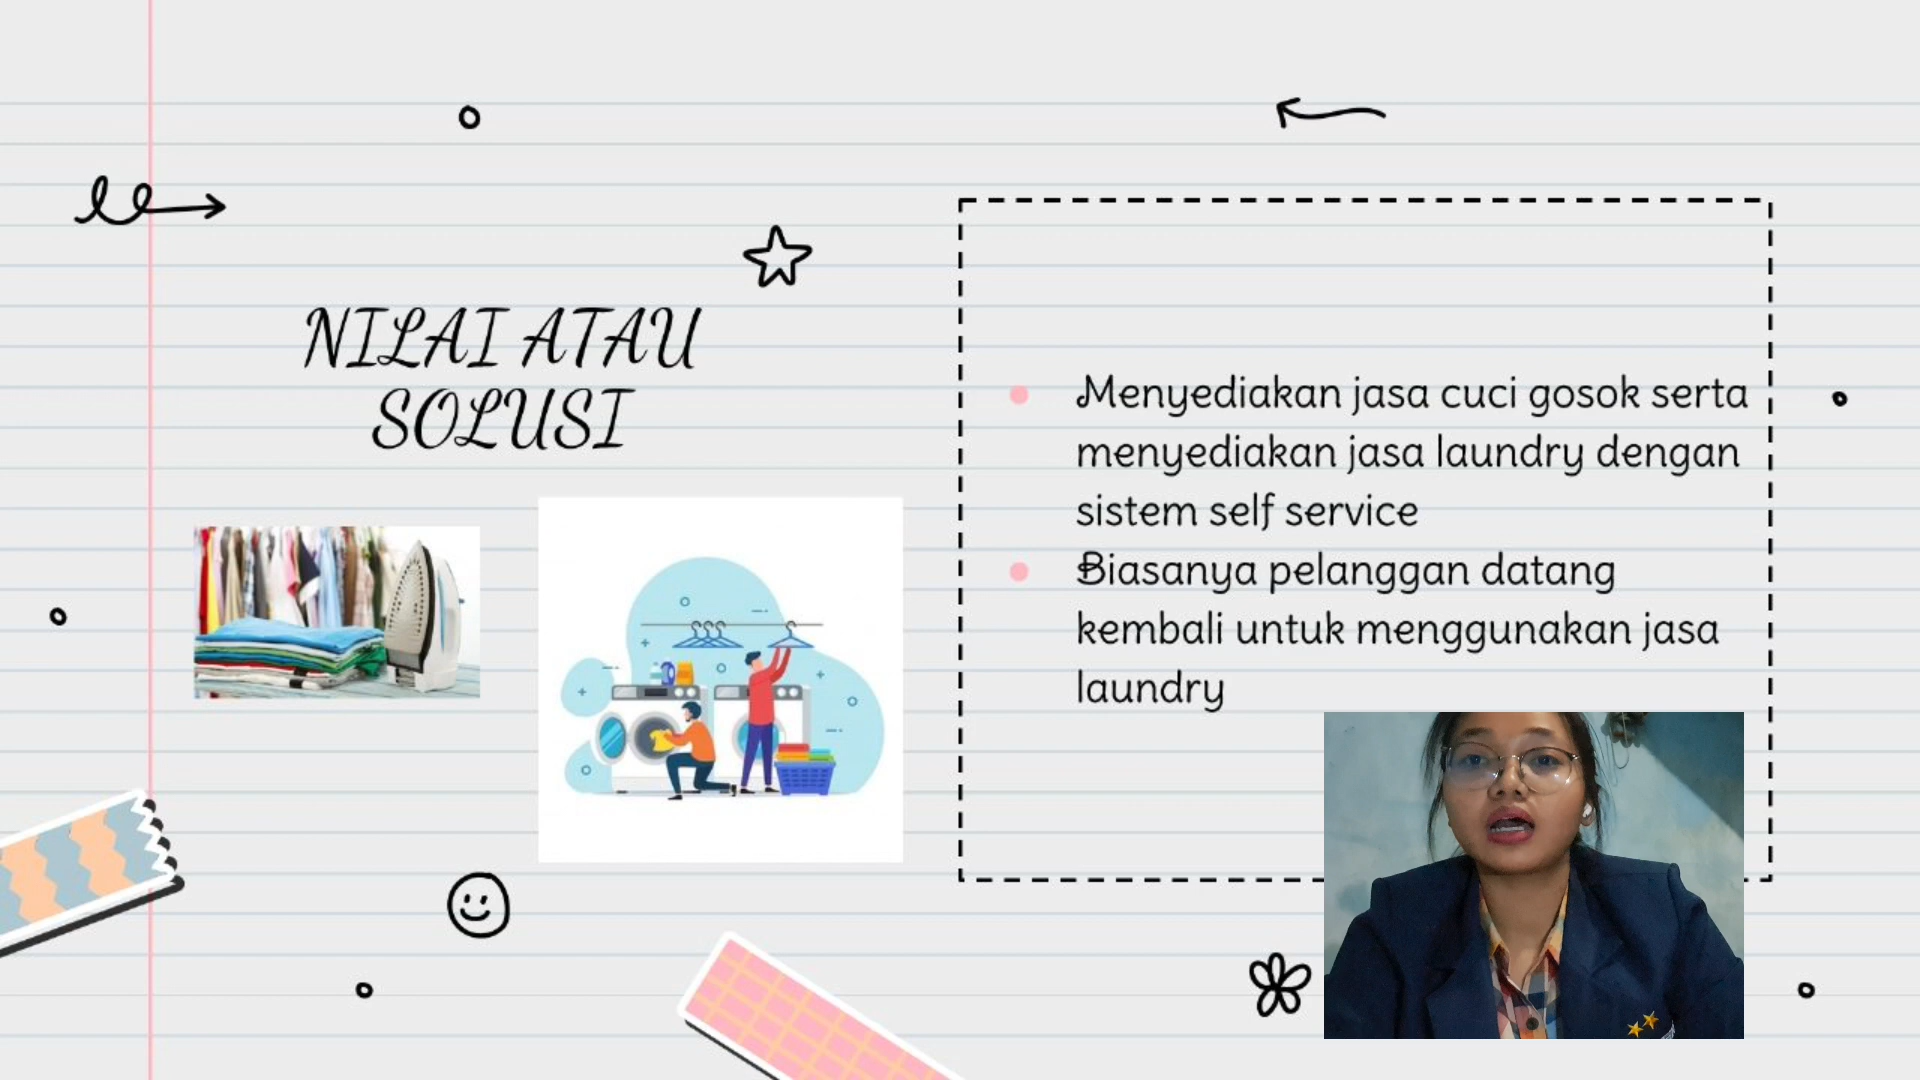 NILAI ATAU
SOLUSI
Menyediakan jasa cuci gosok serta
menyediakan jasa laundry dengan
sistem self service
Biasanya pelanggan datang
kembali untuk menggunakan jasa
laundry